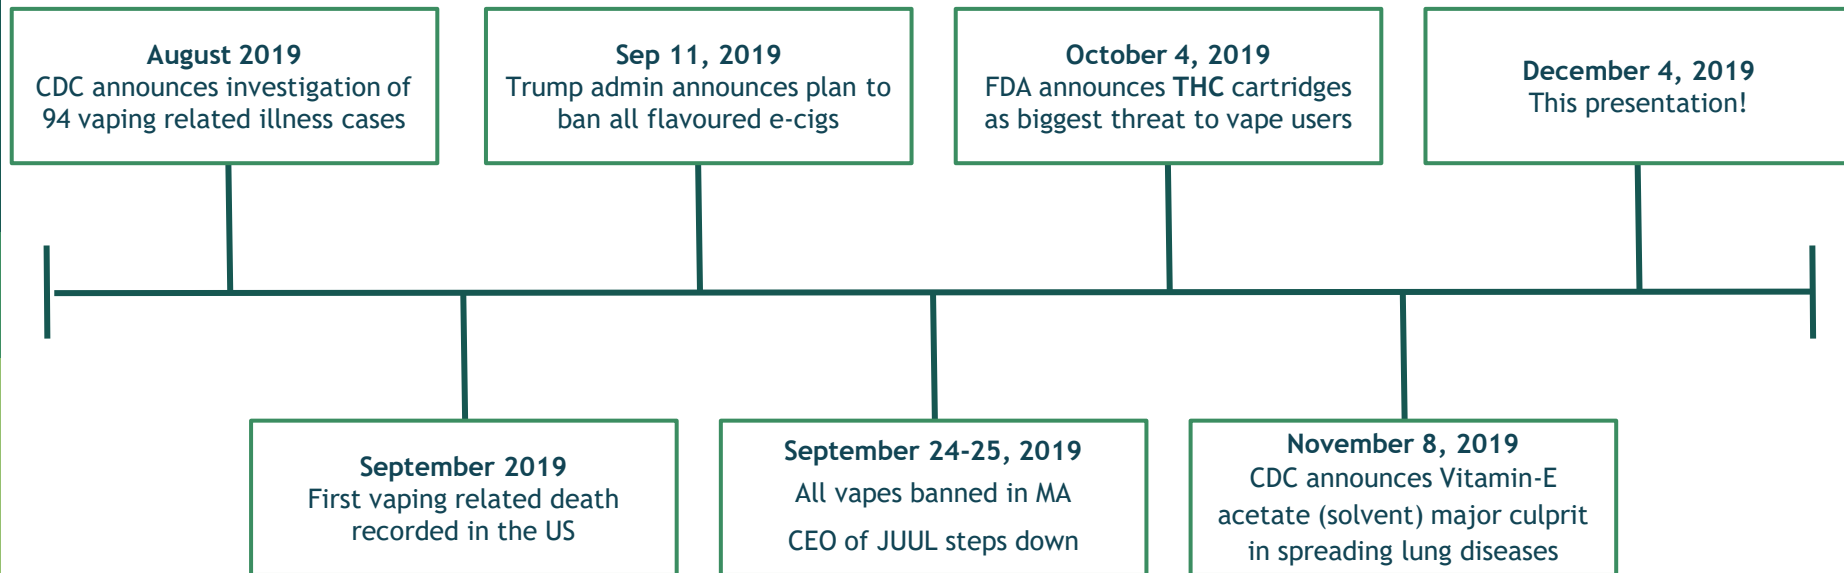 August 2019
CDC announces investigation of
94 vaping related illness cases
Sep 11, 2019
Trump admin announces plan to
ban all flavoured e-cigs
October 4, 2019
FDA announces THC cartridges
as biggest threat to vape users
December 4, 2019
This presentation!
September 2019
First vaping related death
recorded in the US
September 24-25, 2019
All vapes banned in MA
CEO of JUUL steps down
November 8, 2019
CDC announces Vitamin-E
acetate (solvent) major culprit
in spreading lung diseases